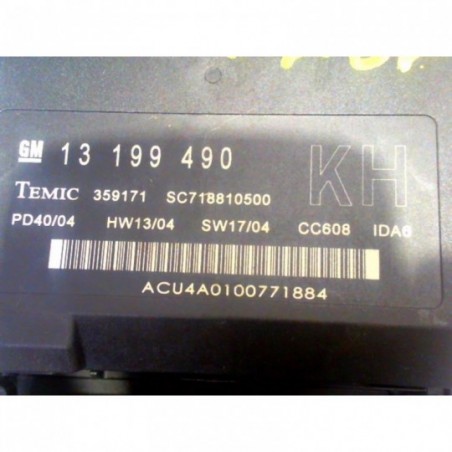 GM 13 199 490 KH
TEMIC 359171 SC718810500
PD40/04 HW13/04 SW17/04 CC608 IDA6
ACU4A0100771884